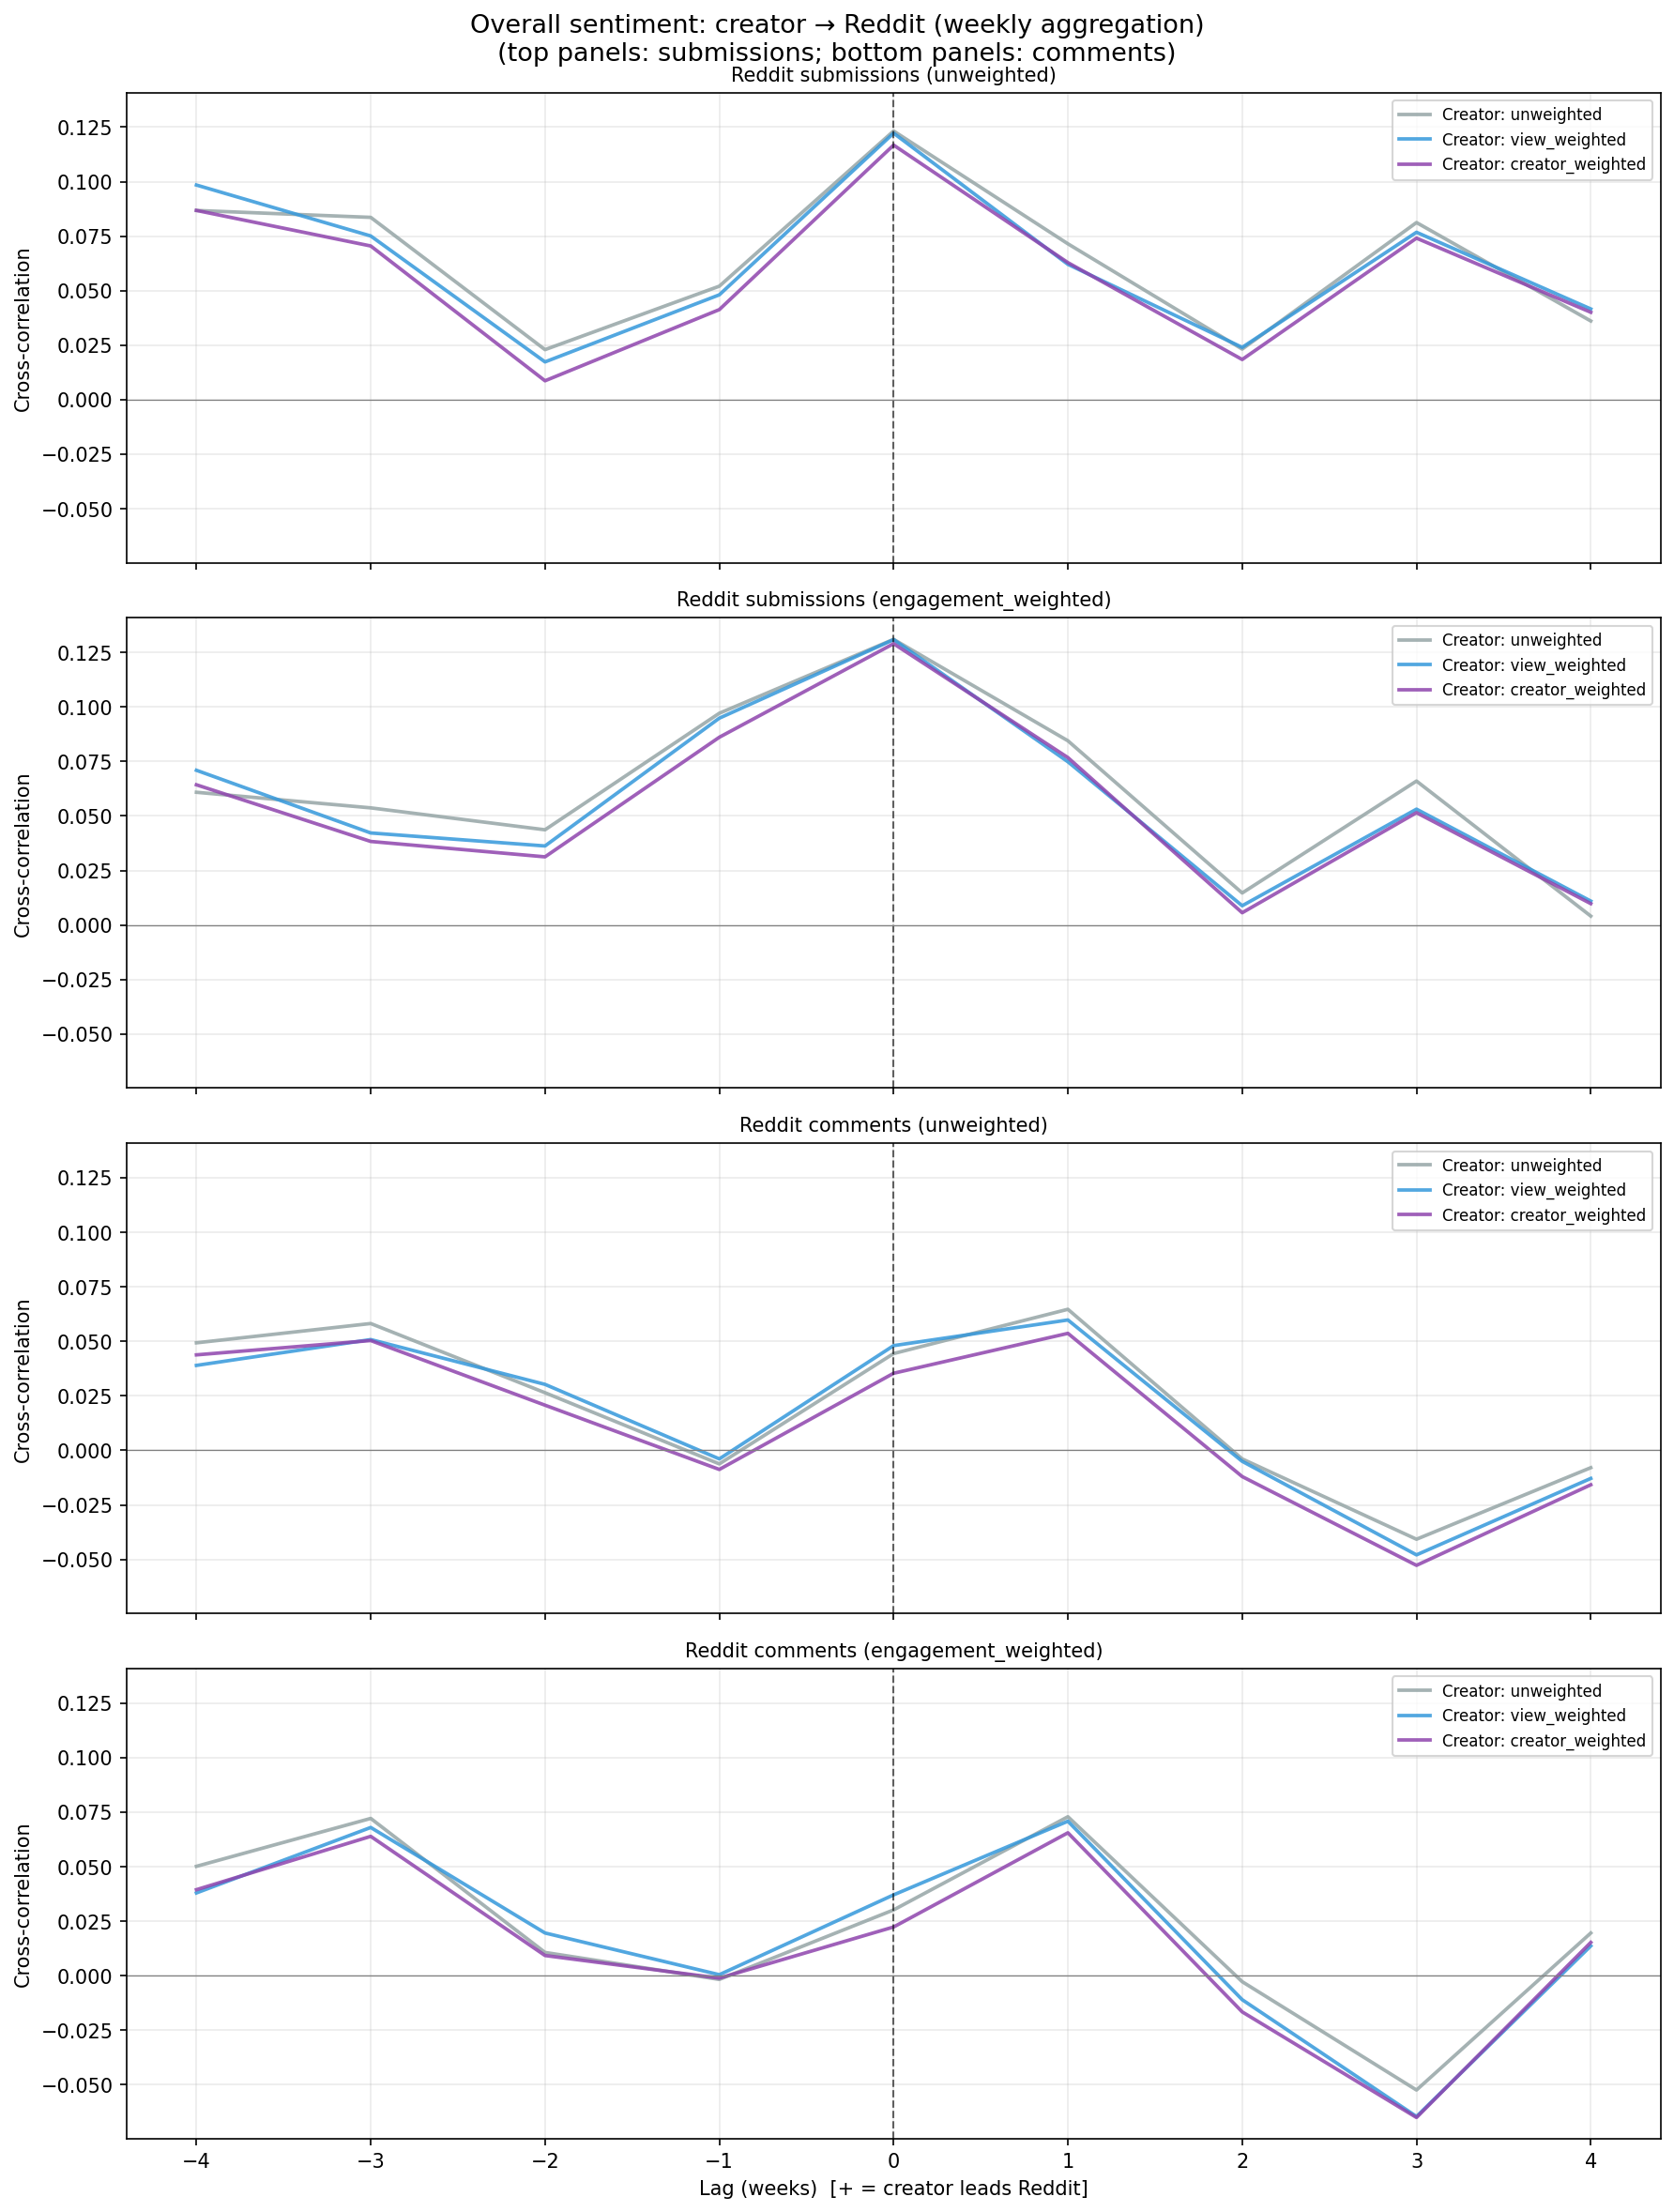 Overall sentiment: creator → Reddit (weekly aggregation)
(top panels: submissions; bottom panels: comments)
Reddit submissions (unweighted)
Cross-correlation
0.125
0.100
0.075
0.050
0.025
0.000
−0.025
−0.050
Creator: unweighted
Creator: view_weighted
Creator: creator_weighted
Reddit submissions (engagement_weighted)
Cross-correlation
0.125
0.100
0.075
0.050
0.025
0.000
−0.025
−0.050
Creator: unweighted
Creator: view_weighted
Creator: creator_weighted
Reddit comments (unweighted)
Cross-correlation
0.125
0.100
0.075
0.050
0.025
0.000
−0.025
−0.050
Creator: unweighted
Creator: view_weighted
Creator: creator_weighted
Reddit comments (engagement_weighted)
Cross-correlation
0.125
0.100
0.075
0.050
0.025
0.000
−0.025
−0.050
Creator: unweighted
Creator: view_weighted
Creator: creator_weighted
−4 −3 −2 −1 0 1 2 3 4
Lag (weeks)  [+ = creator leads Reddit]